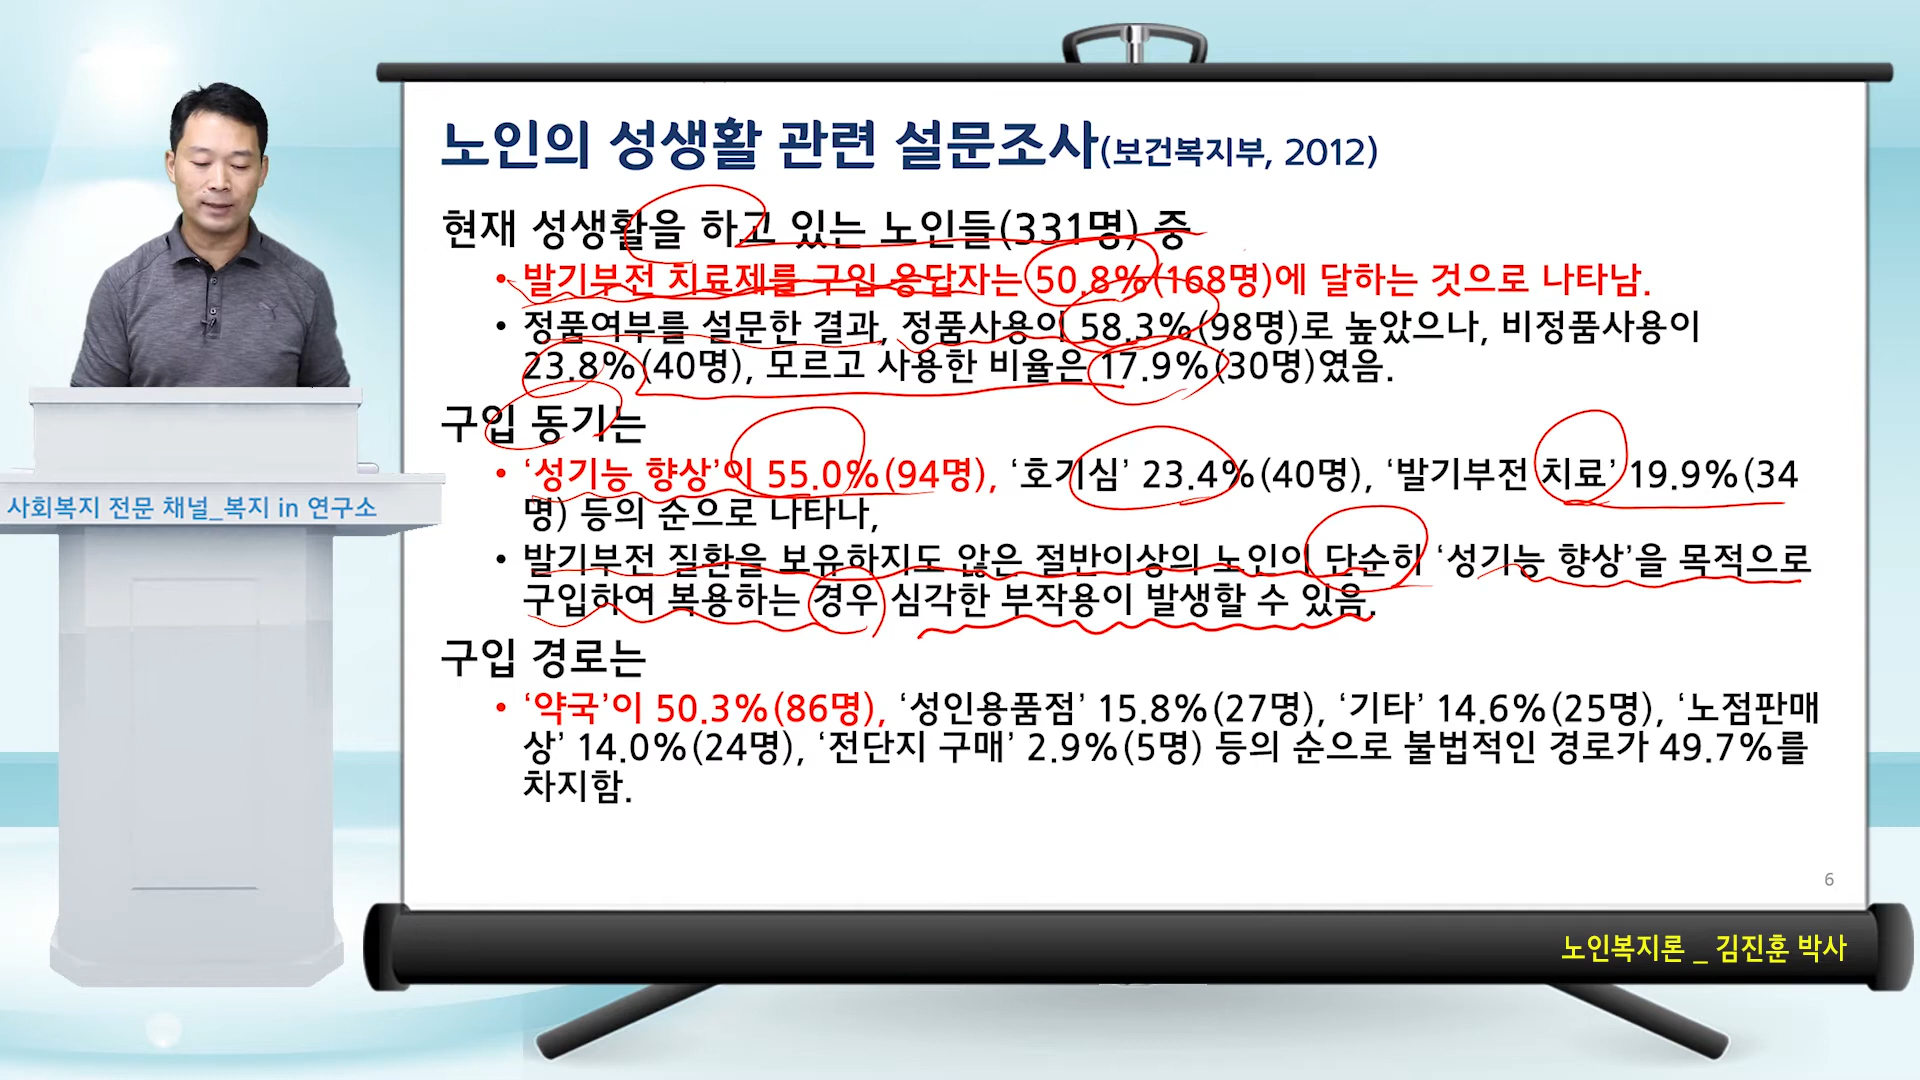 노인의 성생활 관련 설문조사(보건복지부, 2012)
현재 성생활을 하고 있는 노인들(331명) 중
• 발기부전 치료제를 구입 응답자는 50.8%(168명)에 달하는 것으로 나타남.
• 정품여부를 설문한 결과, 정품사용이 58.3%(98명)로 높았으나, 비정품사용이
23.8%(40명), 모르고 사용한 비율은 17.9%(30명)였음.
구입 동기는
• ‘성기능 향상’이 55.0%(94명), ‘호기심’ 23.4%(40명), ‘발기부전 치료’ 19.9%(34
명) 등의 순으로 나타나,
• 발기부전 질환을 보유하지도 않은 절반이상의 노인이 단순히 ‘성기능 향상’을 목적으로
구입하여 복용하는 경우 심각한 부작용이 발생할 수 있음.
구입 경로는
• ‘약국’이 50.3%(86명), ‘성인용품점’ 15.8%(27명), ‘기타’ 14.6%(25명), ‘노점판매
상’ 14.0%(24명), ‘전단지 구매’ 2.9%(5명) 등의 순으로 불법적인 경로가 49.7%를
차지함.
6
사회복지 전문 채널_복지 in 연구소
노인복지론 _ 김진훈 박사